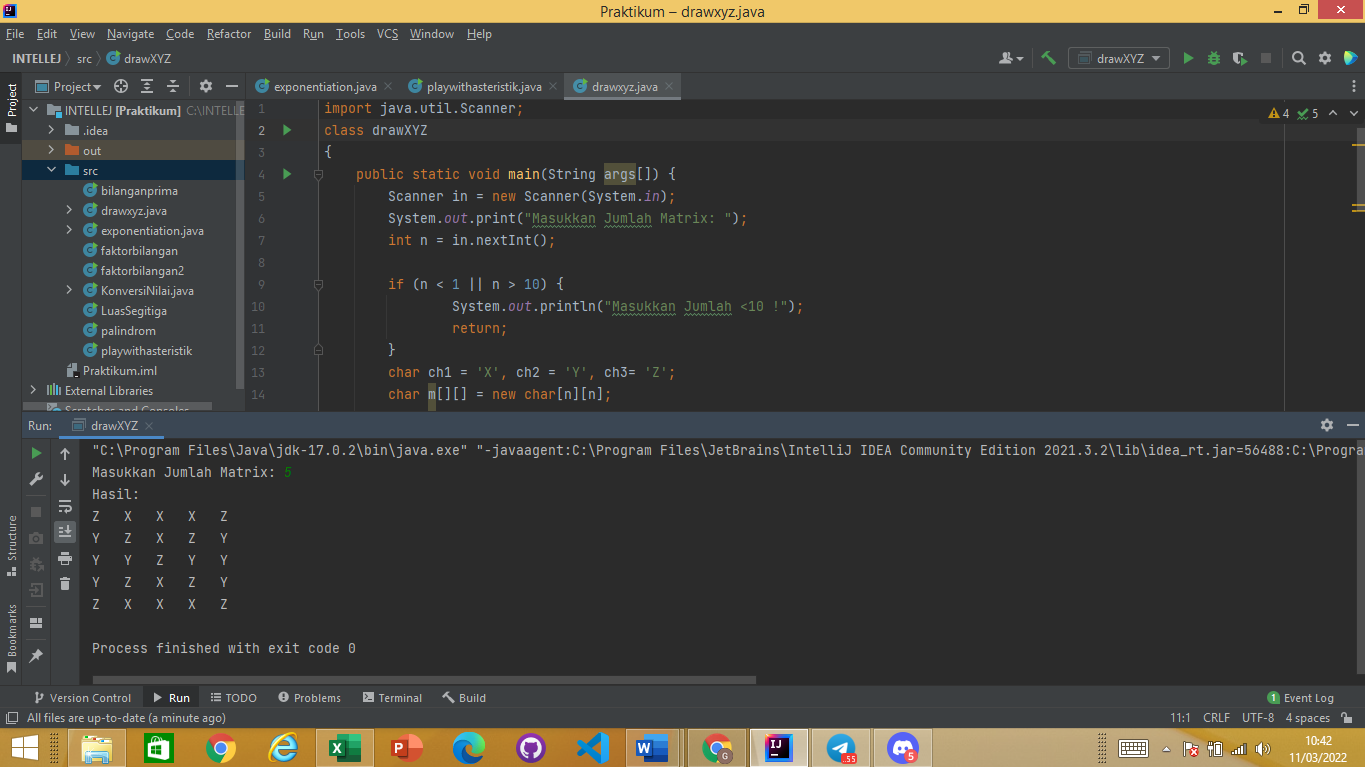 Praktikum – drawxyz.java
File Edit View Navigate Code Refactor Build Run Tools VCS Window Help
INTELLEJ src drawXYZ
drawXYZ
Project
exponentiation.java playwithasteristik.java drawxyz.java
Project
INTELLEJ [Praktikum] C:\INTELLE
.idea
out
src
bilanganprima
drawxyz.java
exponentiation.java
faktorbilangan
faktorbilangan2
KonversiNilai.java
LuasSegitiga
palindrom
playwithasteristik
Praktikum.iml
External Libraries
Scratches and Consoles
4 5
1 import java.util.Scanner;
2 class drawXYZ
3 {
4 public static void main(String args[]) {
5 Scanner in = new Scanner(System.in);
6 System.out.print("Masukkan Jumlah Matrix: ");
7 int n = in.nextInt();
8
9 if (n < 1 || n > 10) {
10 System.out.println("Masukkan Jumlah <10 !");
11 return;
12 }
13 char ch1 = 'X', ch2 = 'Y', ch3= 'Z';
14 char m[][] = new char[n][n];
Run: drawXYZ
"C:\Program Files\Java\jdk-17.0.2\bin\java.exe" "-javaagent:C:\Program Files\JetBrains\IntelliJ IDEA Community Edition 2021.3.2\lib\idea_rt.jar=56488:C:\Progra
Masukkan Jumlah Matrix: 5
Hasil:
Z X X X Z
Y Z X Z Y
Y Y Z Y Y
Y Z X Z Y
Z X X X Z
Process finished with exit code 0
Structure
Bookmarks
Version Control Run TODO Problems Terminal Build
1 Event Log
All files are up-to-date (a minute ago)
11:1 CRLF UTF-8 4 spaces
X P W G IJ .55 5
10:42
11/03/2022